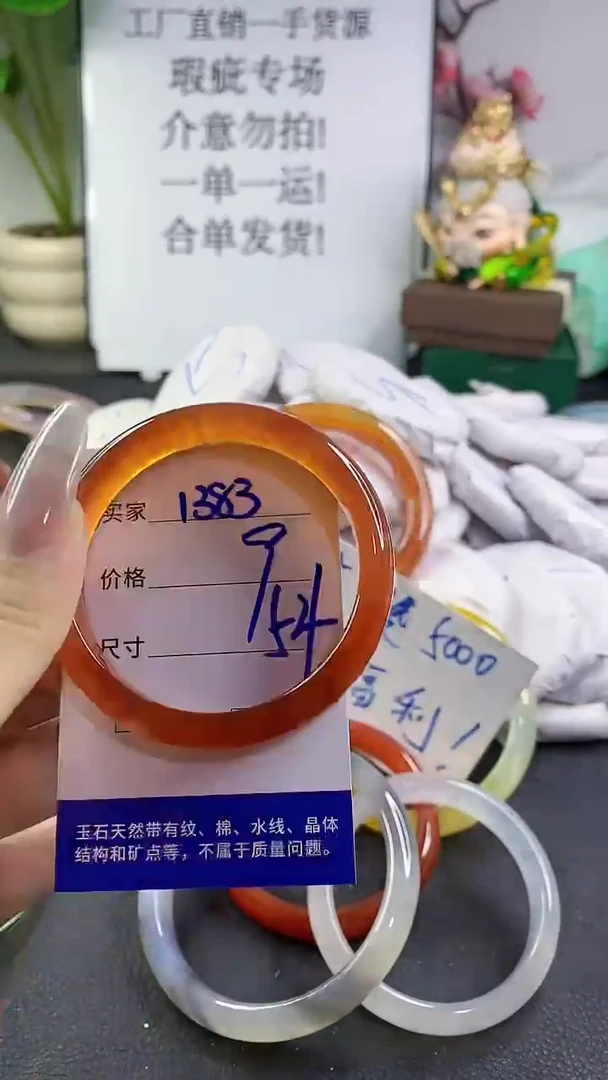 工厂直销一手货源
瑕疵专场
介意勿拍!
一单一运!
合单发货!
卖家 1383
价格 9
尺寸 54
5000
福利!
玉石天然带有纹、棉、水线、晶体
结构和矿点等，不属于质量问题。